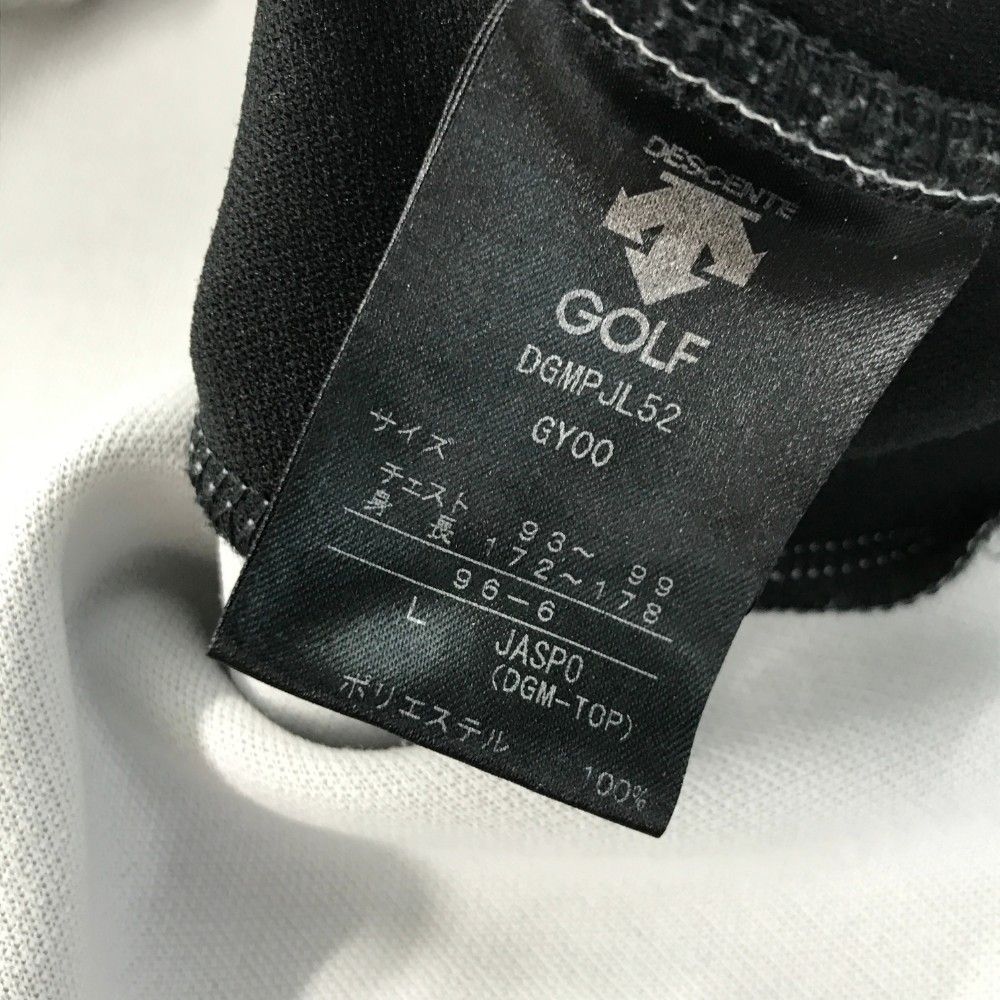 DESCENTE
GOLF
DGMPJL52
GY00
サイズ
チェスト 93～ 99
身長 172～178
96-6
L JASPO
(DGM-TOP)
ポリエステル 100%